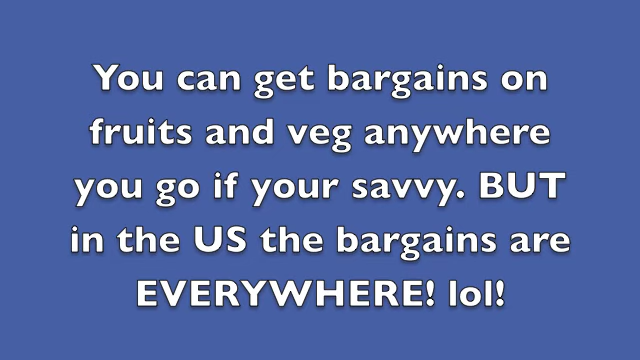 You can get bargains on
fruits and veg anywhere
you go if your savvy. BUT
in the US the bargains are
EVERYWHERE! lol!